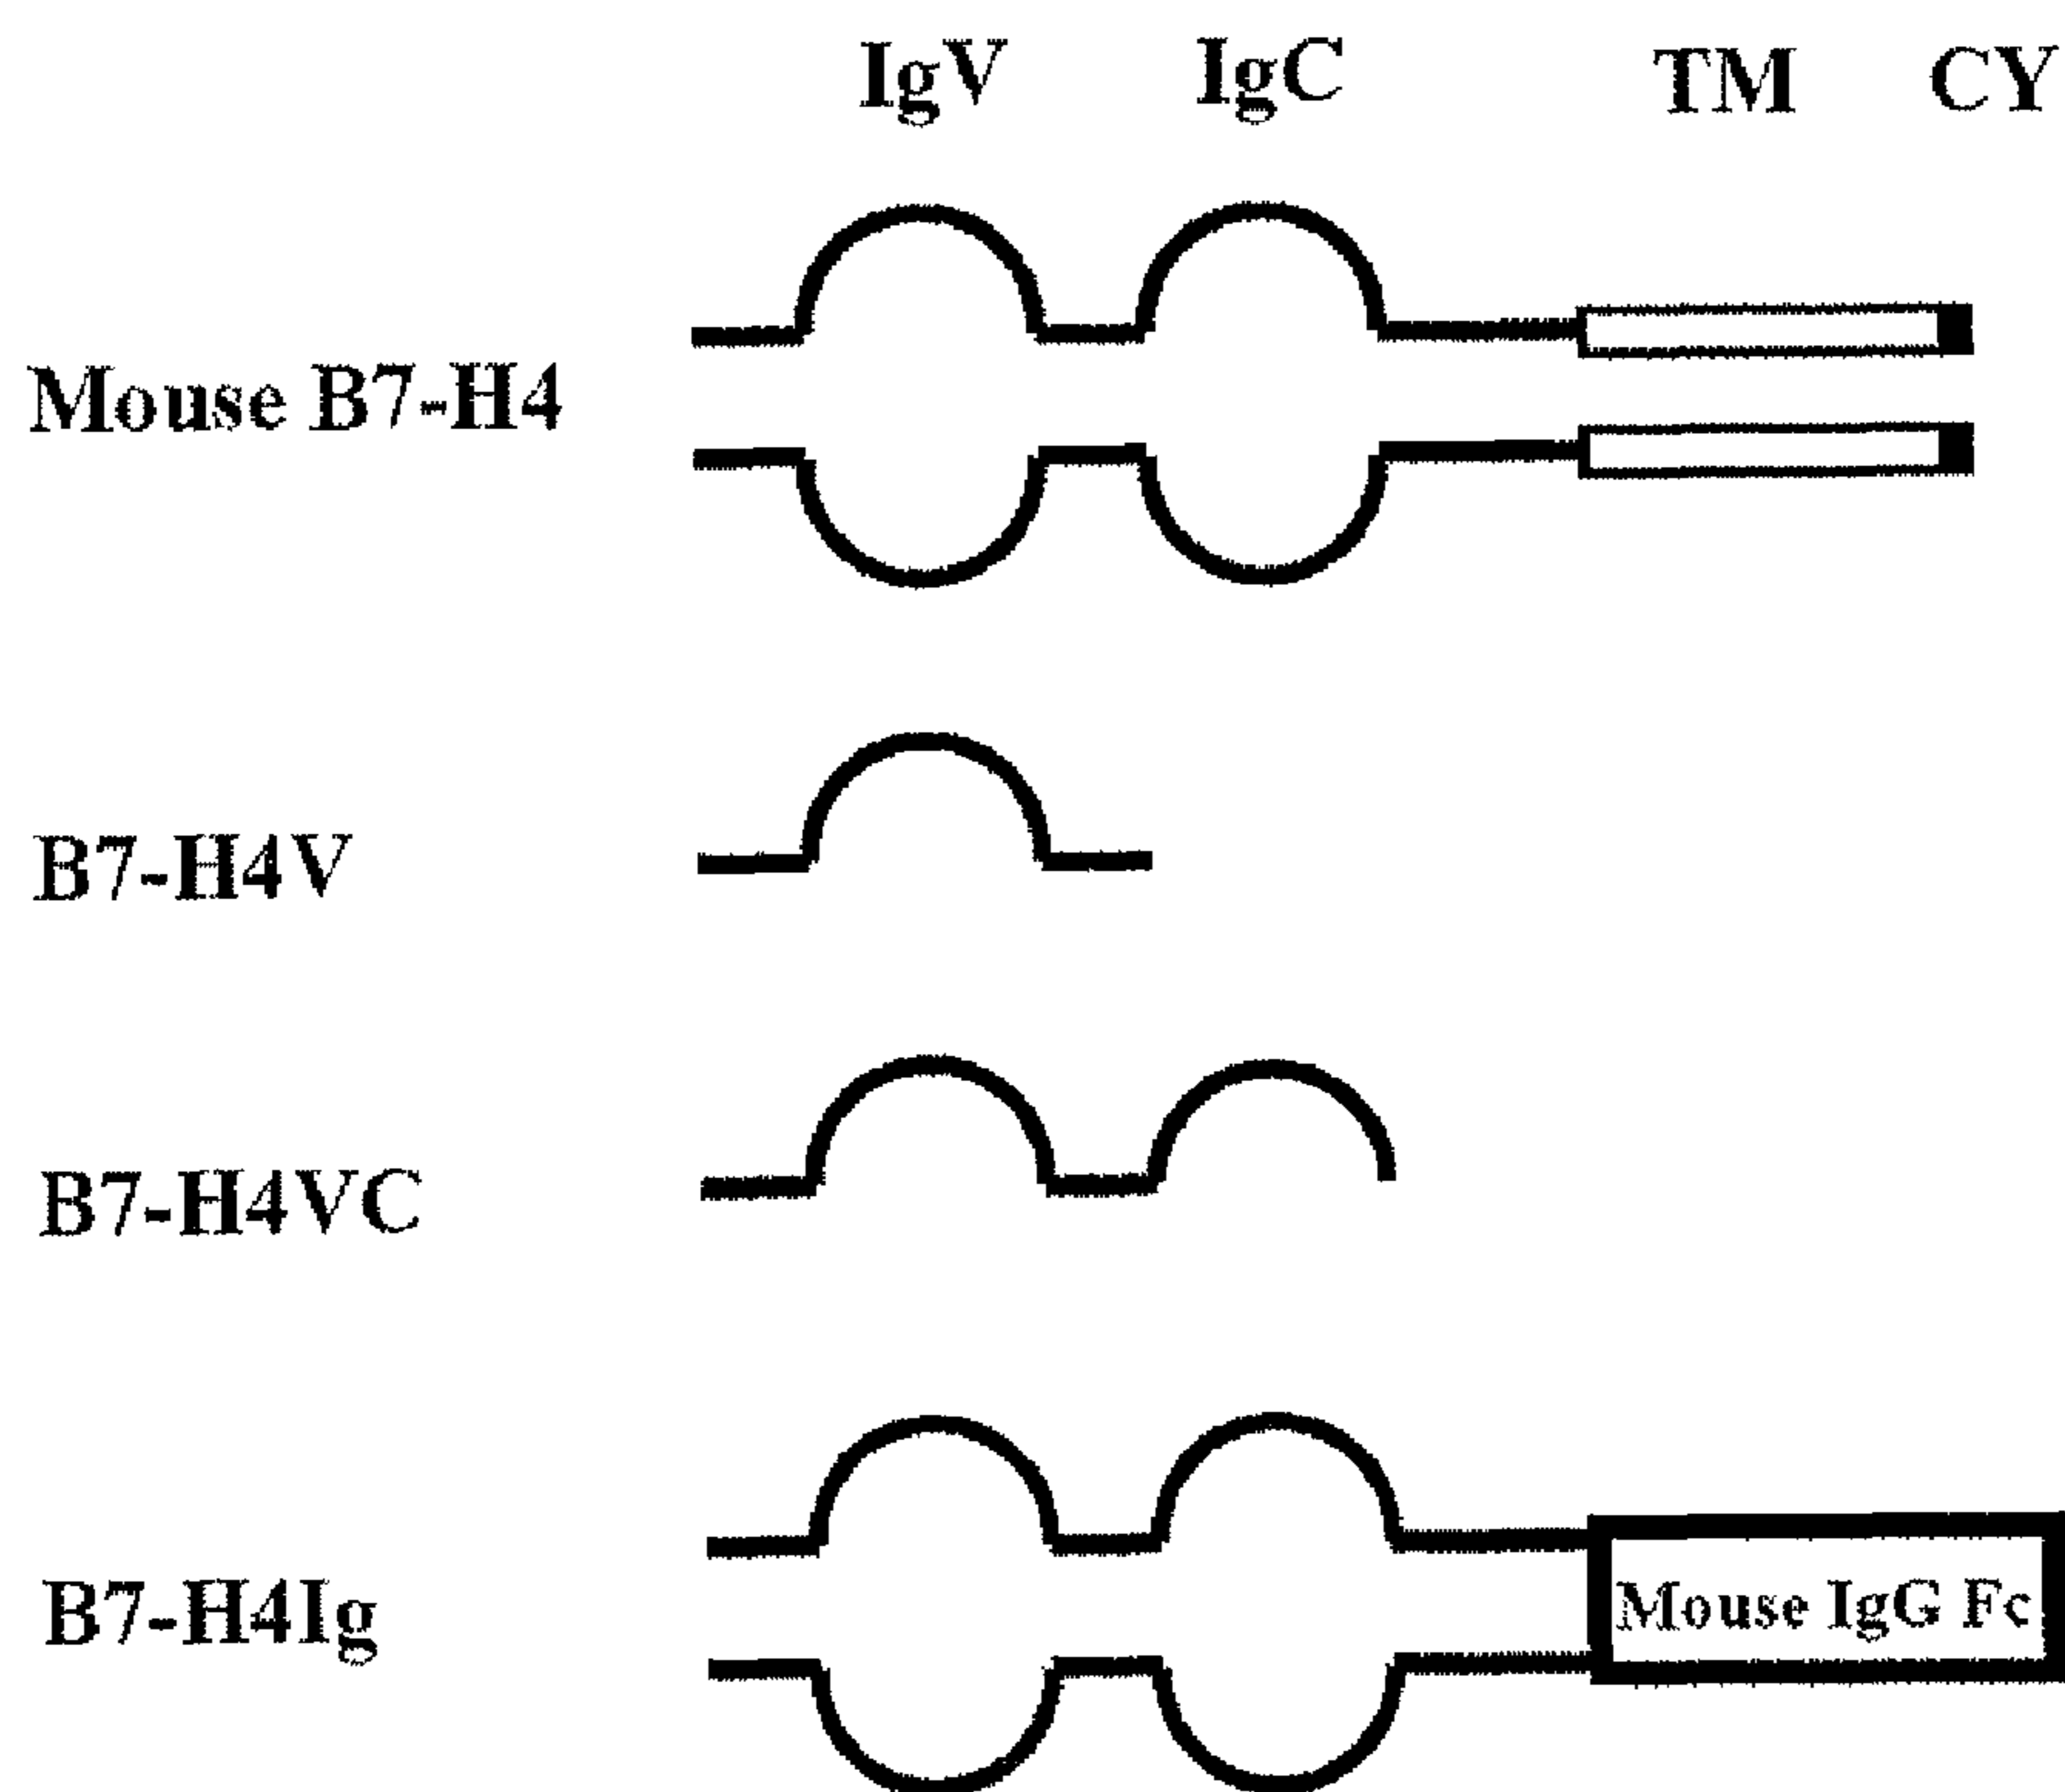 IgV IgC TM CY
Mouse B7-H4
B7-H4V
B7-H4VC
B7-H4Ig
Mouse IgG Fc